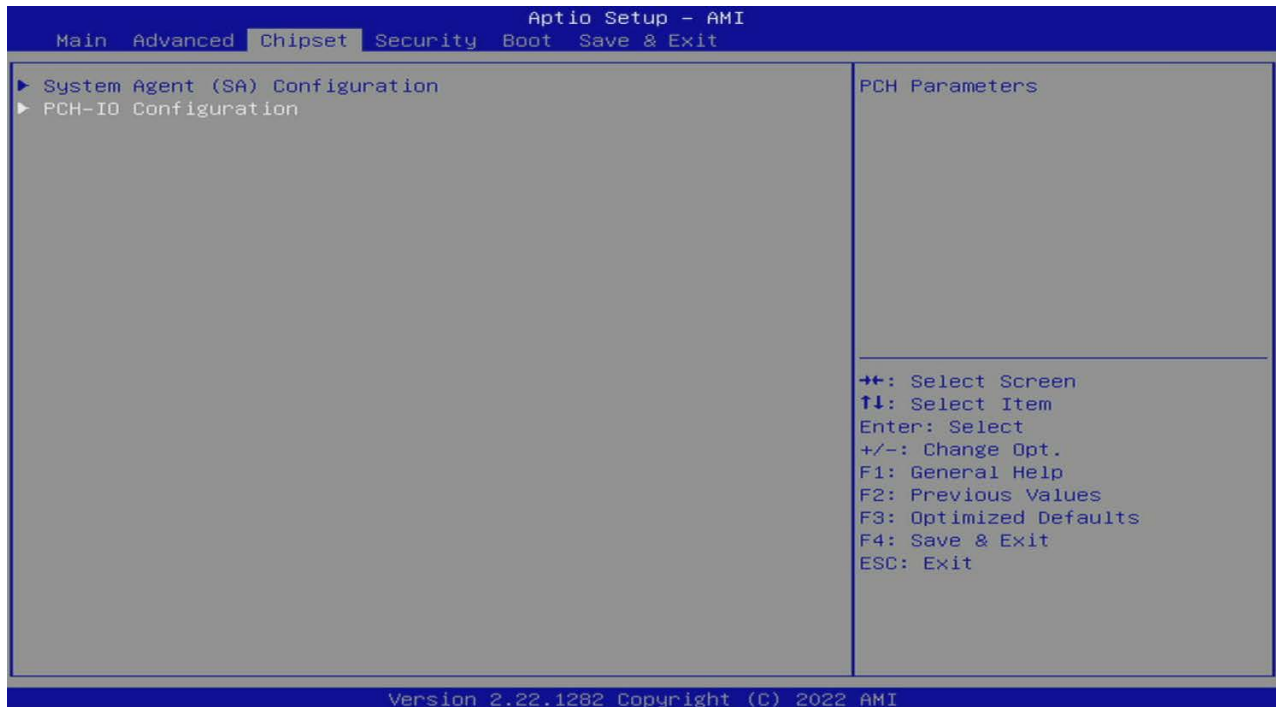 Aptio Setup – AMI
Main Advanced Chipset Security Boot Save & Exit
▶ System Agent (SA) Configuration
▶ PCH-IO Configuration
PCH Parameters
→←: Select Screen
↑↓: Select Item
Enter: Select
+/-: Change Opt.
F1: General Help
F2: Previous Values
F3: Optimized Defaults
F4: Save & Exit
ESC: Exit
Version 2.22.1282 Copyright (C) 2022 AMI